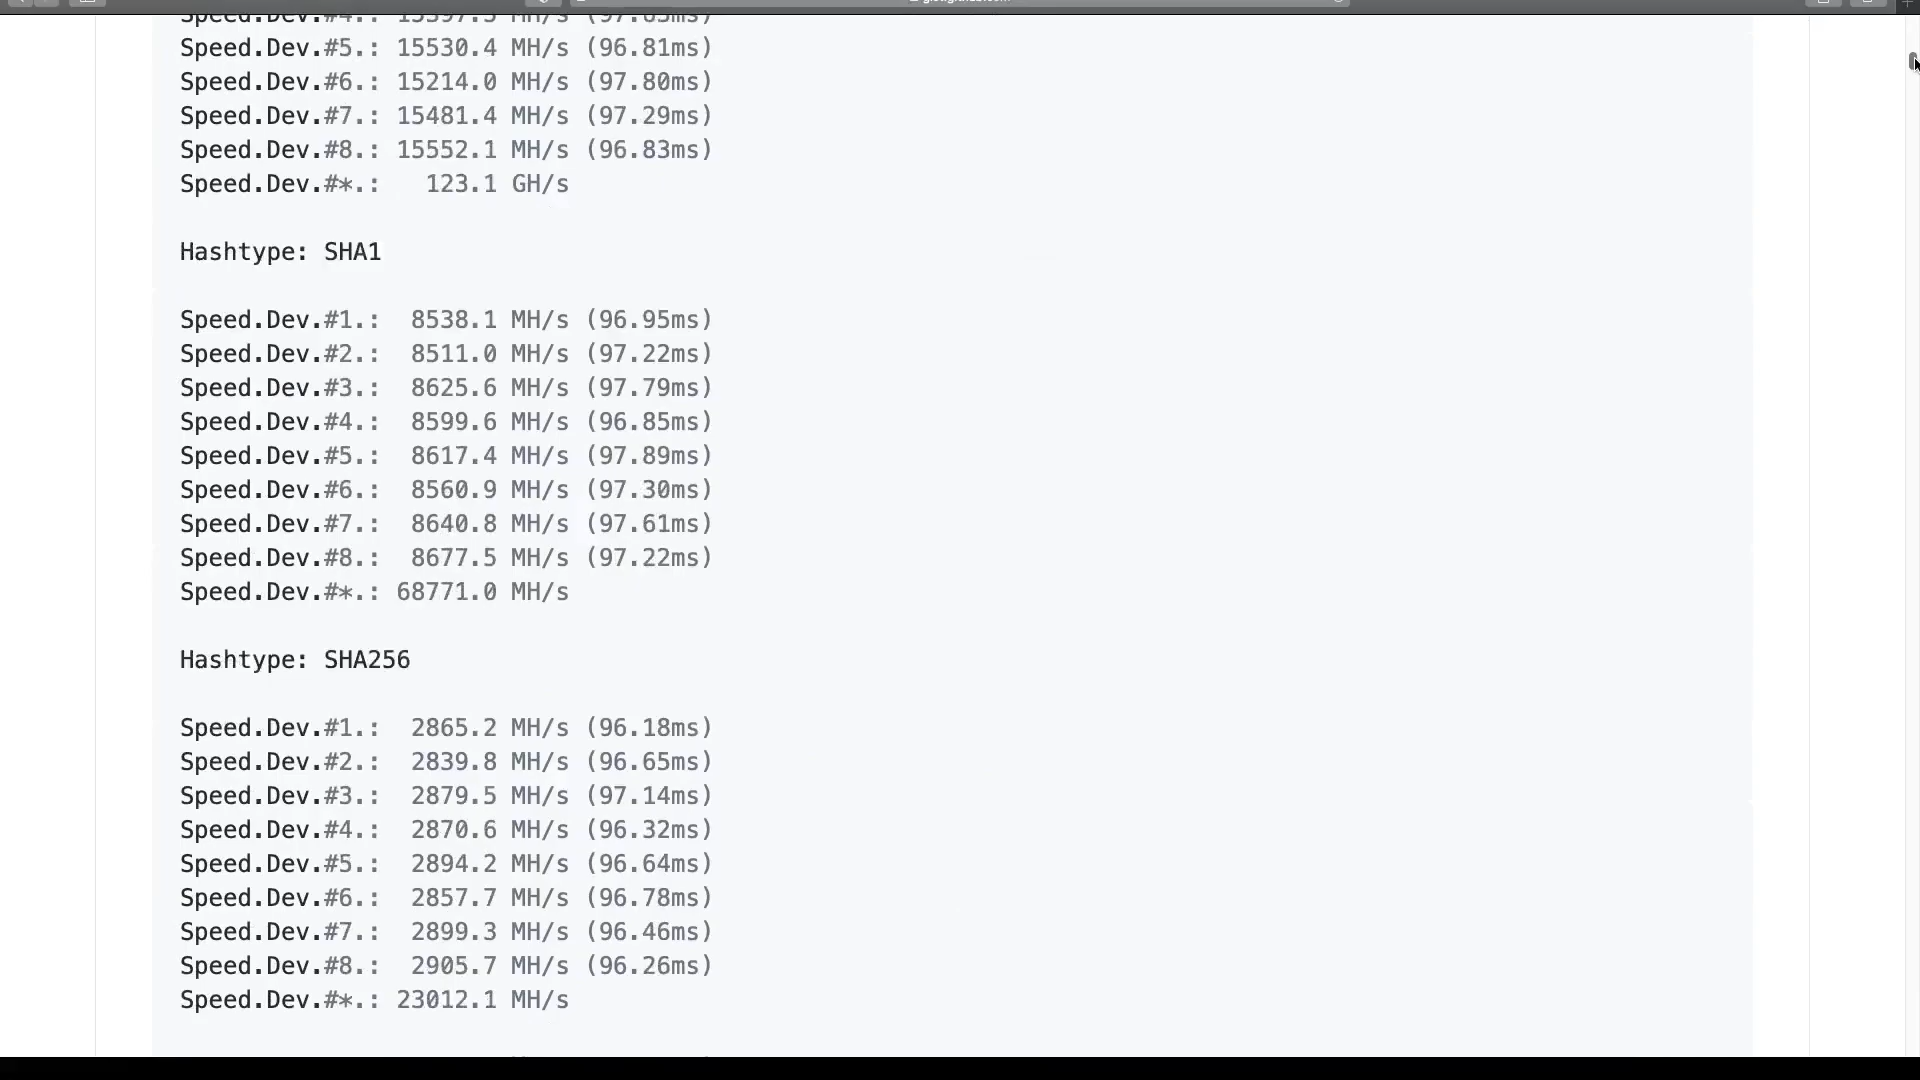 Speed.Dev.#5.: 15530.4 MH/s (96.81ms)
Speed.Dev.#6.: 15214.0 MH/s (97.80ms)
Speed.Dev.#7.: 15481.4 MH/s (97.29ms)
Speed.Dev.#8.: 15552.1 MH/s (96.83ms)
Speed.Dev.#*.:   123.1 GH/s
Hashtype: SHA1
Speed.Dev.#1.:  8538.1 MH/s (96.95ms)
Speed.Dev.#2.:  8511.0 MH/s (97.22ms)
Speed.Dev.#3.:  8625.6 MH/s (97.79ms)
Speed.Dev.#4.:  8599.6 MH/s (96.85ms)
Speed.Dev.#5.:  8617.4 MH/s (97.89ms)
Speed.Dev.#6.:  8560.9 MH/s (97.30ms)
Speed.Dev.#7.:  8640.8 MH/s (97.61ms)
Speed.Dev.#8.:  8677.5 MH/s (97.22ms)
Speed.Dev.#*.: 68771.0 MH/s
Hashtype: SHA256
Speed.Dev.#1.:  2865.2 MH/s (96.18ms)
Speed.Dev.#2.:  2839.8 MH/s (96.65ms)
Speed.Dev.#3.:  2879.5 MH/s (97.14ms)
Speed.Dev.#4.:  2870.6 MH/s (96.32ms)
Speed.Dev.#5.:  2894.2 MH/s (96.64ms)
Speed.Dev.#6.:  2857.7 MH/s (96.78ms)
Speed.Dev.#7.:  2899.3 MH/s (96.46ms)
Speed.Dev.#8.:  2905.7 MH/s (96.26ms)
Speed.Dev.#*.: 23012.1 MH/s